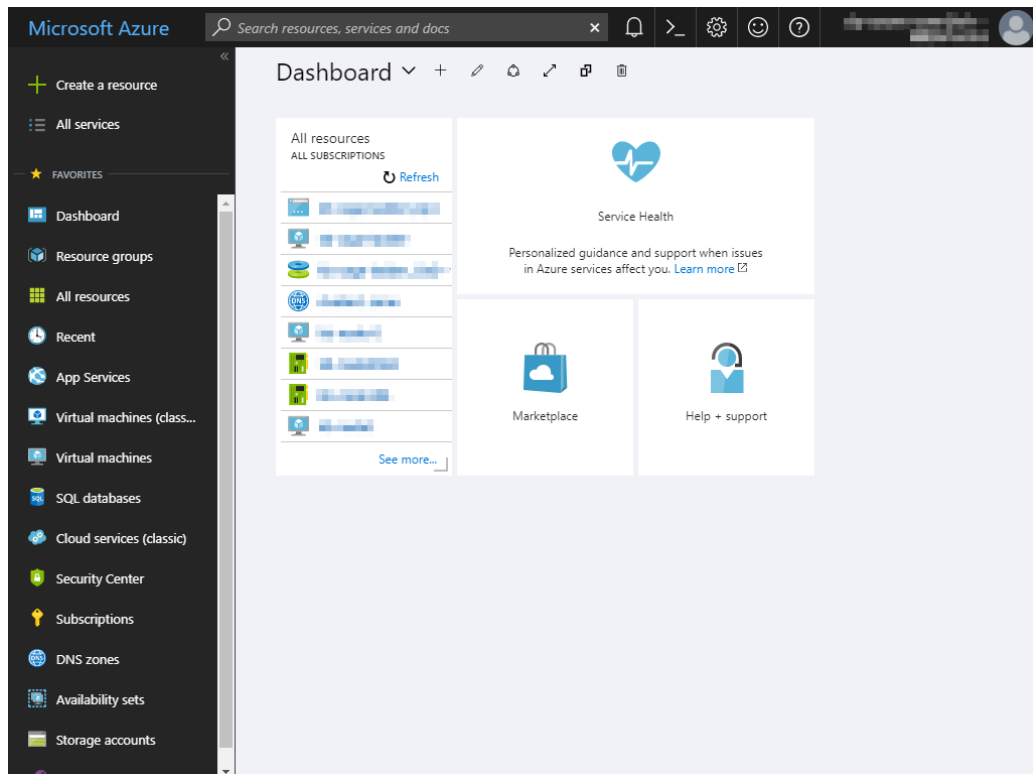 Microsoft Azure
Search resources, services and docs
Create a resource
All services
FAVORITES
Dashboard
Resource groups
All resources
Recent
App Services
Virtual machines (class...
Virtual machines
SQL databases
Cloud services (classic)
Security Center
Subscriptions
DNS zones
Availability sets
Storage accounts
Dashboard
All resources
ALL SUBSCRIPTIONS
Refresh
See more...
Service Health
Personalized guidance and support when issues
in Azure services affect you. Learn more
Marketplace
Help + support